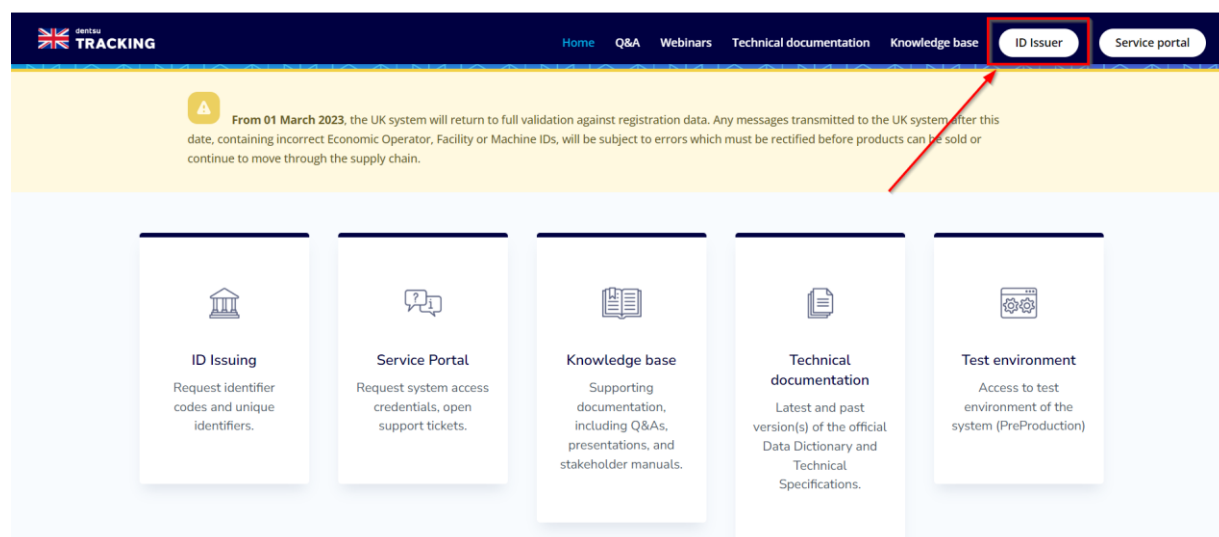 dentsu
TRACKING
Home Q&A Webinars Technical documentation Knowledge base ID Issuer Service portal
From 01 March 2023, the UK system will return to full validation against registration data. Any messages transmitted to the UK system after this
date, containing incorrect Economic Operator, Facility or Machine IDs, will be subject to errors which must be rectified before products can be sold or
continue to move through the supply chain.
ID Issuing
Request identifier
codes and unique
identifiers.
Service Portal
Request system access
credentials, open
support tickets.
Knowledge base
Supporting
documentation,
including Q&As,
presentations, and
stakeholder manuals.
Technical
documentation
Latest and past
version(s) of the official
Data Dictionary and
Technical
Specifications.
Test environment
Access to test
environment of the
system (PreProduction)